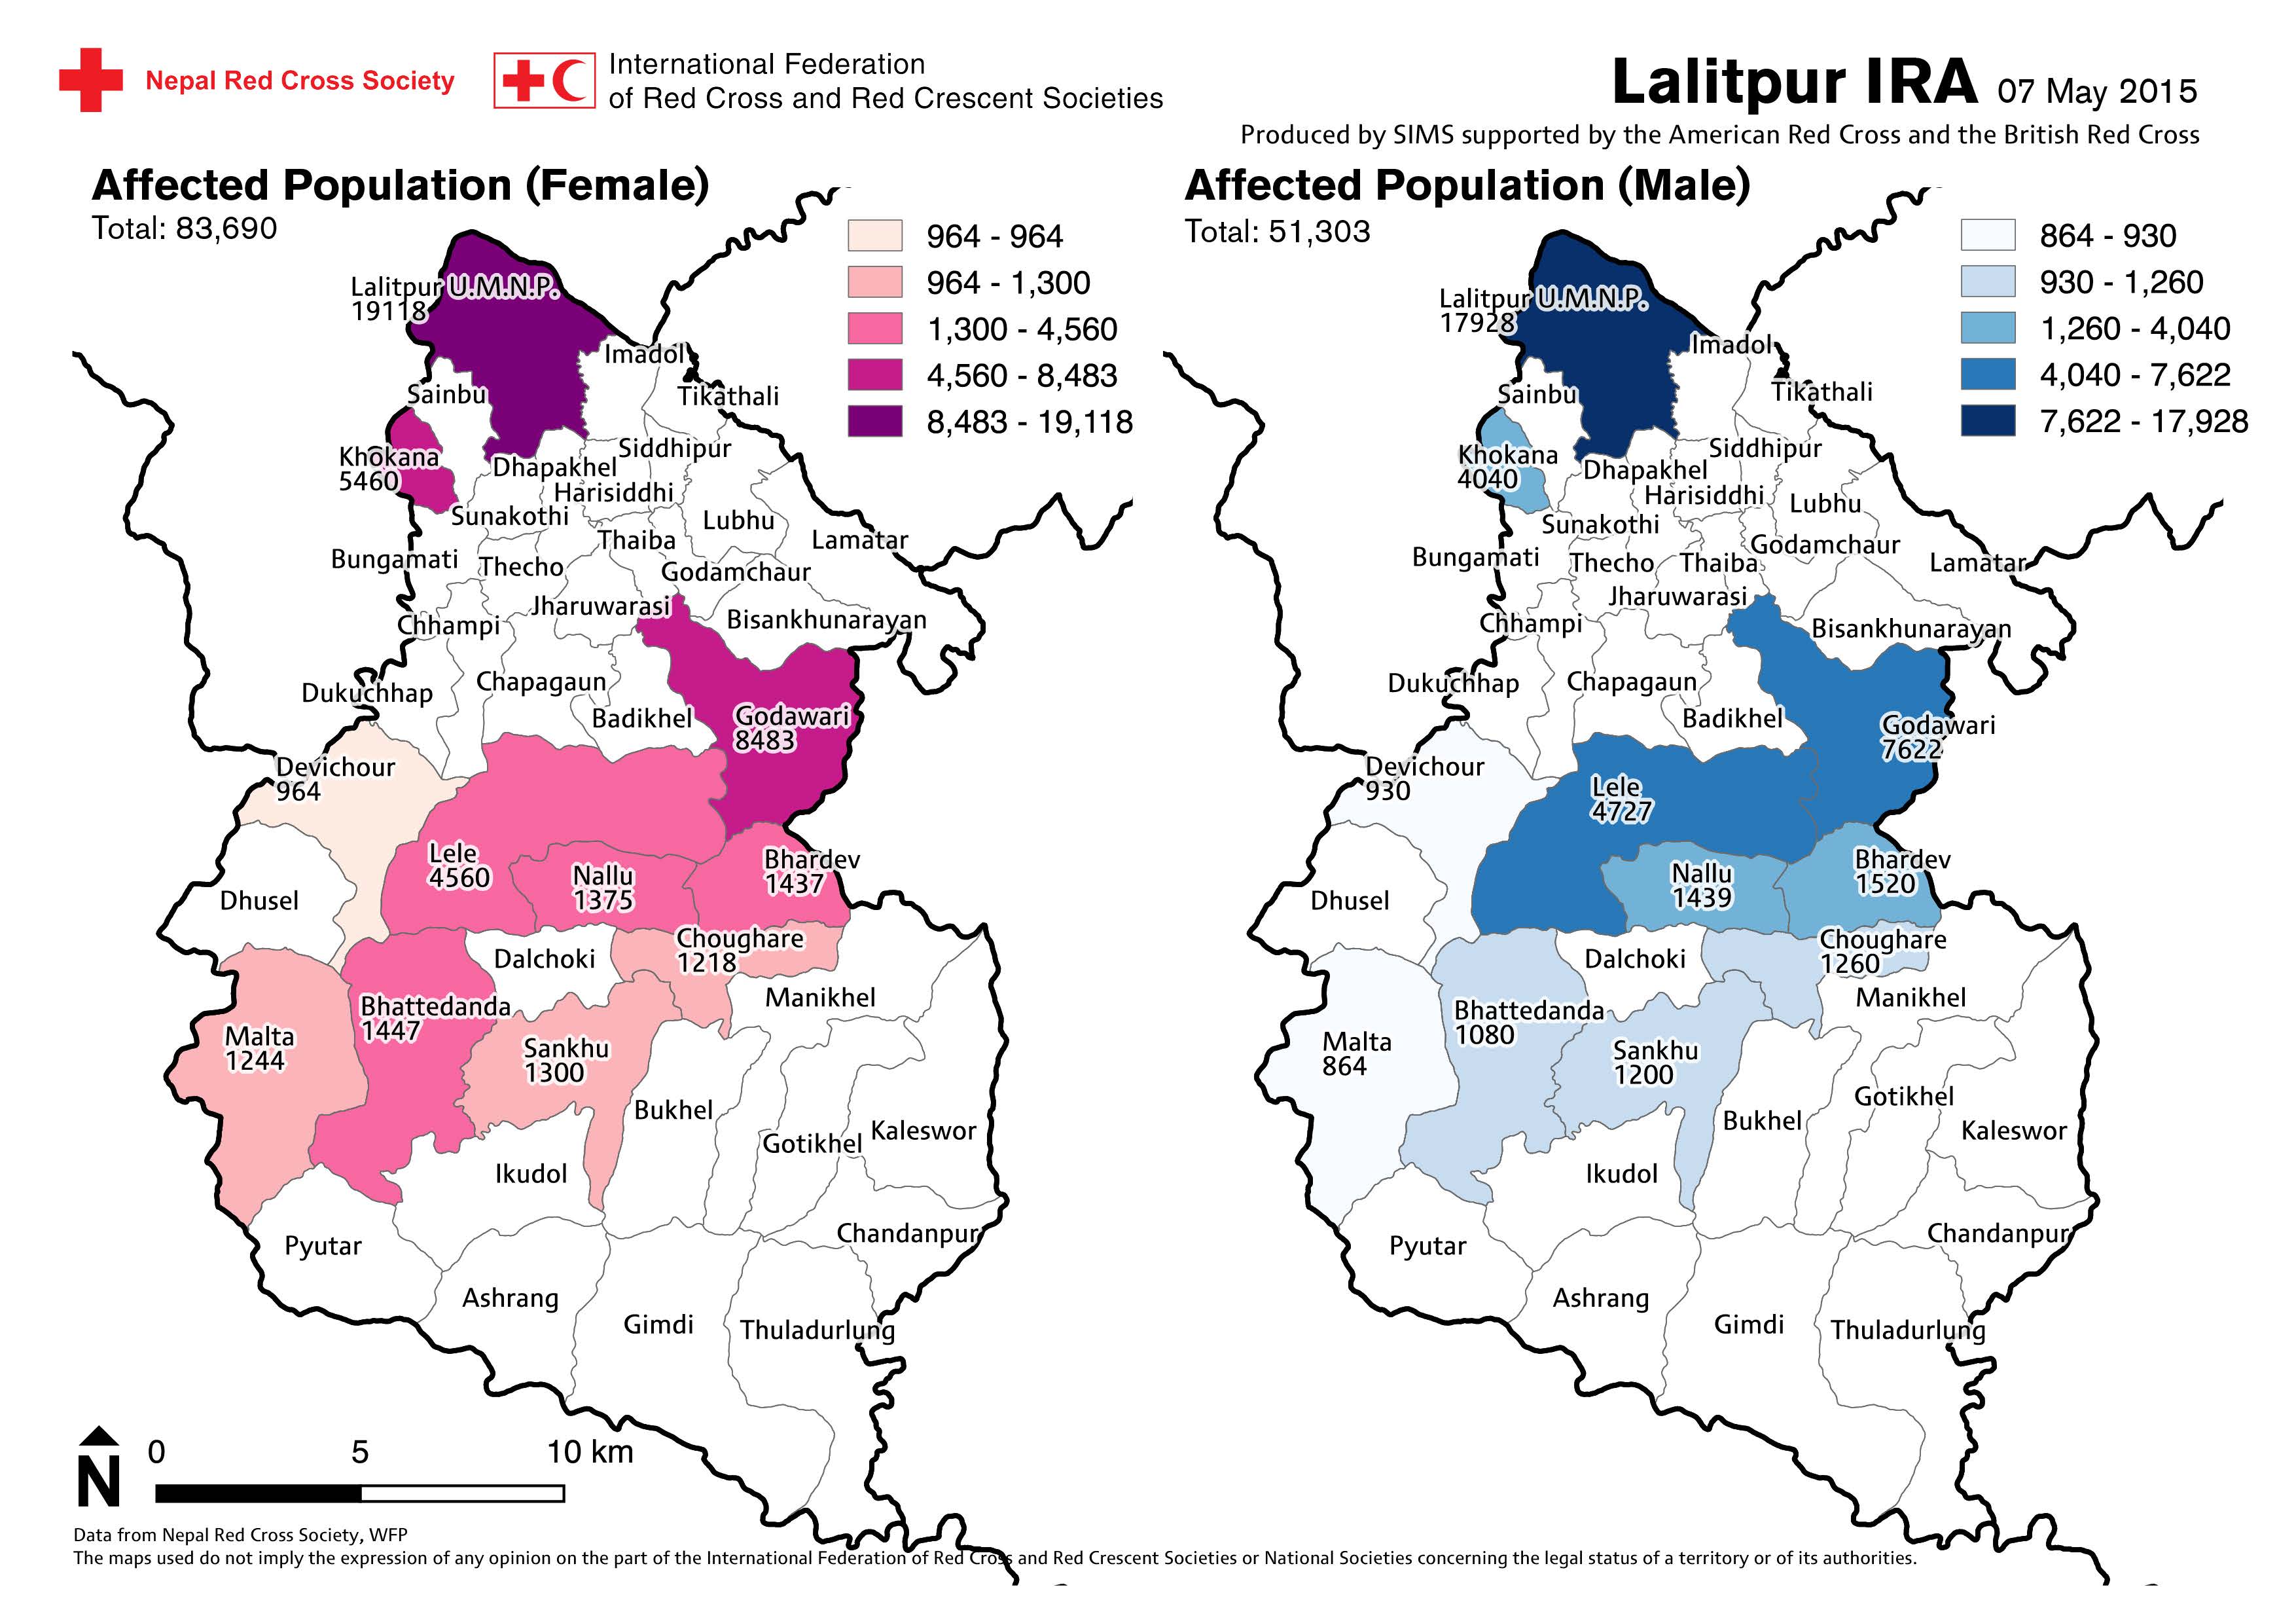 Nepal Red Cross Society
International Federation
of Red Cross and Red Crescent Societies
Lalitpur IRA 07 May 2015
Produced by SIMS supported by the American Red Cross and the British Red Cross
Affected Population (Female)
Total: 83,690
964 - 964
964 - 1,300
1,300 - 4,560
4,560 - 8,483
8,483 - 19,118
Lalitpur U.M.N.P.
19118
Imadol
Sainbu
Tikathali
Khokana
5460
Siddhipur
Dhapakhel
Harisiddhi
Sunakothi
Lubhu
Thaiba
Lamatar
Bungamati
Thecho
Godamchaur
Jharuwarasi
Chhampi
Bisankhunarayan
Dukuchhap
Chapagaun
Badikhel
Godawari
8483
Devichour
964
Lele
4560
Nallu
1375
Bhardev
1437
Dhusel
Dalchoki
Choughare
1218
Manikhel
Bhattedanda
1447
Malta
1244
Sankhu
1300
Bukhel
Gotikhel
Kaleswor
Ikudol
Pyutar
Chandanpur
Ashrang
Gimdi
Thuladurlung
Affected Population (Male)
Total: 51,303
864 - 930
930 - 1,260
1,260 - 4,040
4,040 - 7,622
7,622 - 17,928
Lalitpur U.M.N.P.
17928
Imadol
Sainbu
Tikathali
Khokana
4040
Siddhipur
Dhapakhel
Harisiddhi
Lubhu
Sunakothi
Godamchaur
Bungamati
Thecho
Thaiba
Lamatar
Jharuwarasi
Chhampi
Bisankhunarayan
Dukuchhap
Chapagaun
Badikhel
Godawari
7622
Devichour
930
Lele
4727
Nallu
1439
Bhardev
1520
Dhusel
Dalchoki
Choughare
1260
Manikhel
Bhattedanda
1080
Malta
864
Sankhu
1200
Bukhel
Gotikhel
Kaleswor
Ikudol
Pyutar
Chandanpur
Ashrang
Gimdi
Thuladurlung
N
0 5 10 km
Data from Nepal Red Cross Society, WFP
The maps used do not imply the expression of any opinion on the part of the International Federation of Red Cross and Red Crescent Societies or National Societies concerning the legal status of a territory or of its authorities.